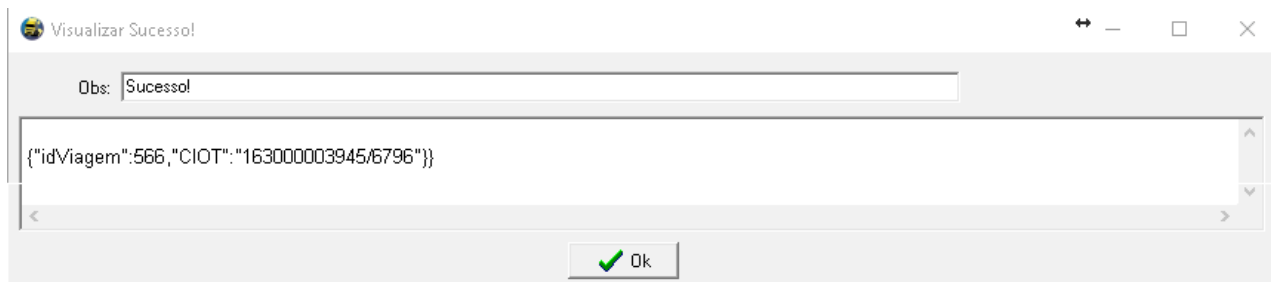 Visualizar Sucesso!
Obs: Sucesso!
{"idViagem":566,"CIOT":"163000003945/6796"}}
Ok